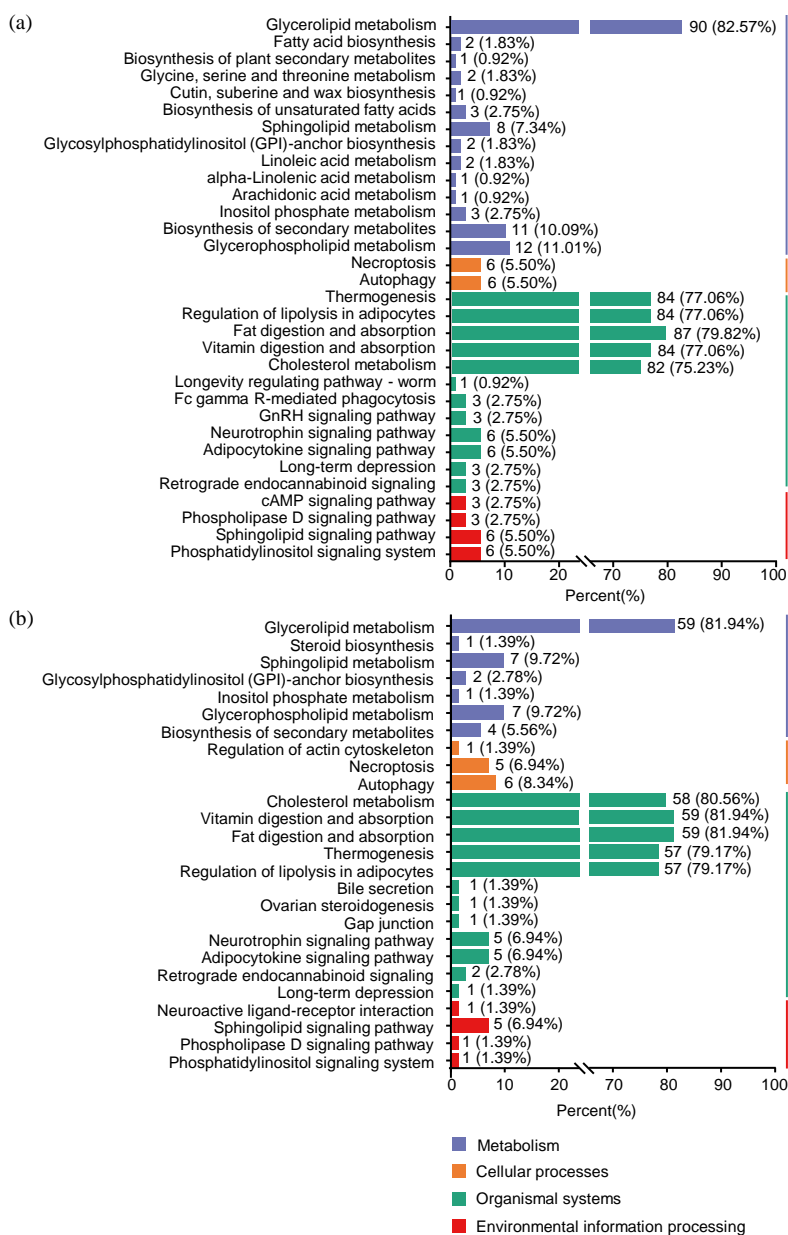 (a)
Glycerolipid metabolism 90 (82.57%)
Fatty acid biosynthesis 2 (1.83%)
Biosynthesis of plant secondary metabolites 1 (0.92%)
Glycine, serine and threonine metabolism 2 (1.83%)
Cutin, suberine and wax biosynthesis 1 (0.92%)
Biosynthesis of unsaturated fatty acids 3 (2.75%)
Sphingolipid metabolism 8 (7.34%)
Glycosylphosphatidylinositol (GPI)-anchor biosynthesis 2 (1.83%)
Linoleic acid metabolism 2 (1.83%)
alpha-Linolenic acid metabolism 1 (0.92%)
Arachidonic acid metabolism 1 (0.92%)
Inositol phosphate metabolism 3 (2.75%)
Biosynthesis of secondary metabolites 11 (10.09%)
Glycerophospholipid metabolism 12 (11.01%)
Necroptosis 6 (5.50%)
Autophagy 6 (5.50%)
Thermogenesis 84 (77.06%)
Regulation of lipolysis in adipocytes 84 (77.06%)
Fat digestion and absorption 87 (79.82%)
Vitamin digestion and absorption 84 (77.06%)
Cholesterol metabolism 82 (75.23%)
Longevity regulating pathway - worm 1 (0.92%)
Fc gamma R-mediated phagocytosis 3 (2.75%)
GnRH signaling pathway 3 (2.75%)
Neurotrophin signaling pathway 6 (5.50%)
Adipocytokine signaling pathway 6 (5.50%)
Long-term depression 3 (2.75%)
Retrograde endocannabinoid signaling 3 (2.75%)
cAMP signaling pathway 3 (2.75%)
Phospholipase D signaling pathway 3 (2.75%)
Sphingolipid signaling pathway 6 (5.50%)
Phosphatidylinositol signaling system 6 (5.50%)
0 10 20 70 80 90 100
Percent(%)
(b)
Glycerolipid metabolism 59 (81.94%)
Steroid biosynthesis 1 (1.39%)
Sphingolipid metabolism 7 (9.72%)
Glycosylphosphatidylinositol (GPI)-anchor biosynthesis 2 (2.78%)
Inositol phosphate metabolism 1 (1.39%)
Glycerophospholipid metabolism 7 (9.72%)
Biosynthesis of secondary metabolites 4 (5.56%)
Regulation of actin cytoskeleton 1 (1.39%)
Necroptosis 5 (6.94%)
Autophagy 6 (8.34%)
Cholesterol metabolism 58 (80.56%)
Vitamin digestion and absorption 59 (81.94%)
Fat digestion and absorption 59 (81.94%)
Thermogenesis 57 (79.17%)
Regulation of lipolysis in adipocytes 57 (79.17%)
Bile secretion 1 (1.39%)
Ovarian steroidogenesis 1 (1.39%)
Gap junction 1 (1.39%)
Neurotrophin signaling pathway 5 (6.94%)
Adipocytokine signaling pathway 5 (6.94%)
Retrograde endocannabinoid signaling 2 (2.78%)
Long-term depression 1 (1.39%)
Neuroactive ligand-receptor interaction 1 (1.39%)
Sphingolipid signaling pathway 5 (6.94%)
Phospholipase D signaling pathway 1 (1.39%)
Phosphatidylinositol signaling system 1 (1.39%)
0 10 20 70 80 90 100
Percent(%)
Metabolism
Cellular processes
Organismal systems
Environmental information processing